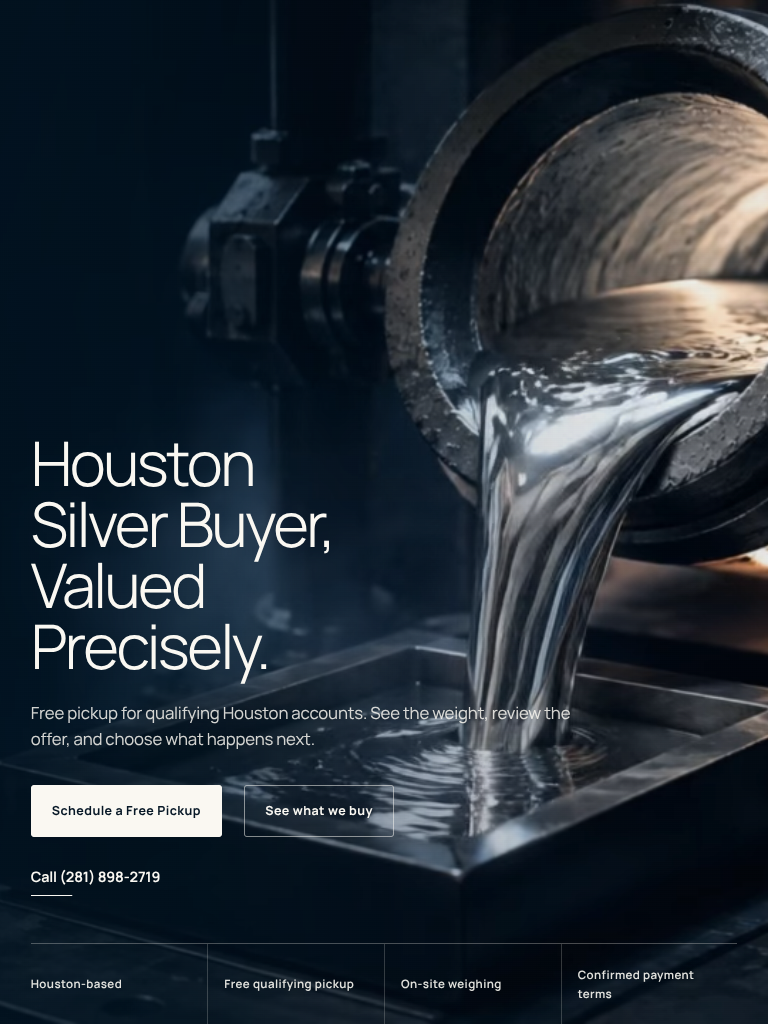 Houston
Silver Buyer,
Valued
Precisely.
Free pickup for qualifying Houston accounts. See the weight, review the
offer, and choose what happens next.
Schedule a Free Pickup
See what we buy
Call (281) 898-2719
Houston-based
Free qualifying pickup
On-site weighing
Confirmed payment
terms